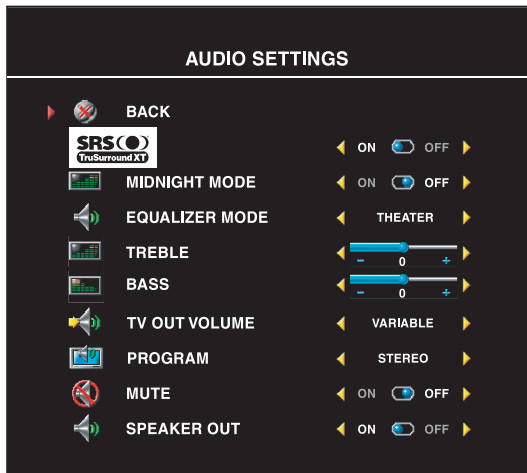 AUDIO SETTINGS
BACK
SRS
TruSurround XT
ON OFF
MIDNIGHT MODE ON OFF
EQUALIZER MODE THEATER
TREBLE - 0 +
BASS - 0 +
TV OUT VOLUME VARIABLE
PROGRAM STEREO
MUTE ON OFF
SPEAKER OUT ON OFF